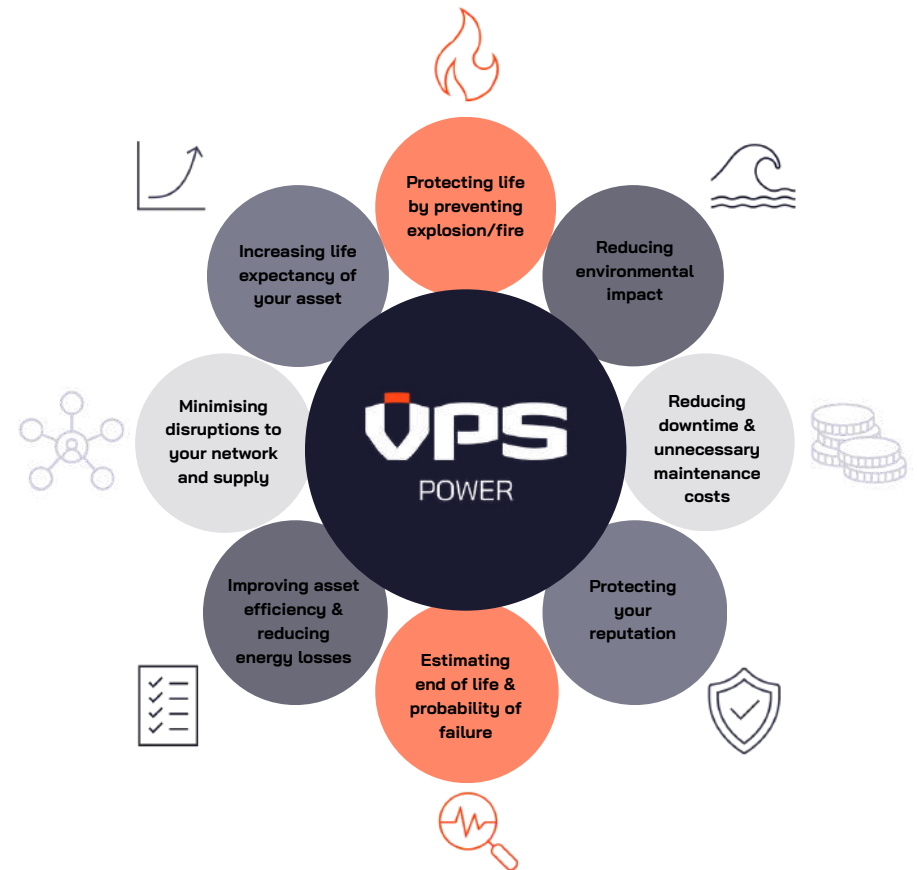 Protecting life
by preventing
explosion/fire
Reducing
environmental
impact
Reducing
downtime &
unnecessary
maintenance
costs
Protecting
your
reputation
Estimating
end of life &
probability of
failure
Improving asset
efficiency &
reducing
energy losses
Minimising
disruptions to
your network
and supply
Increasing life
expectancy of
your asset
VPS
POWER